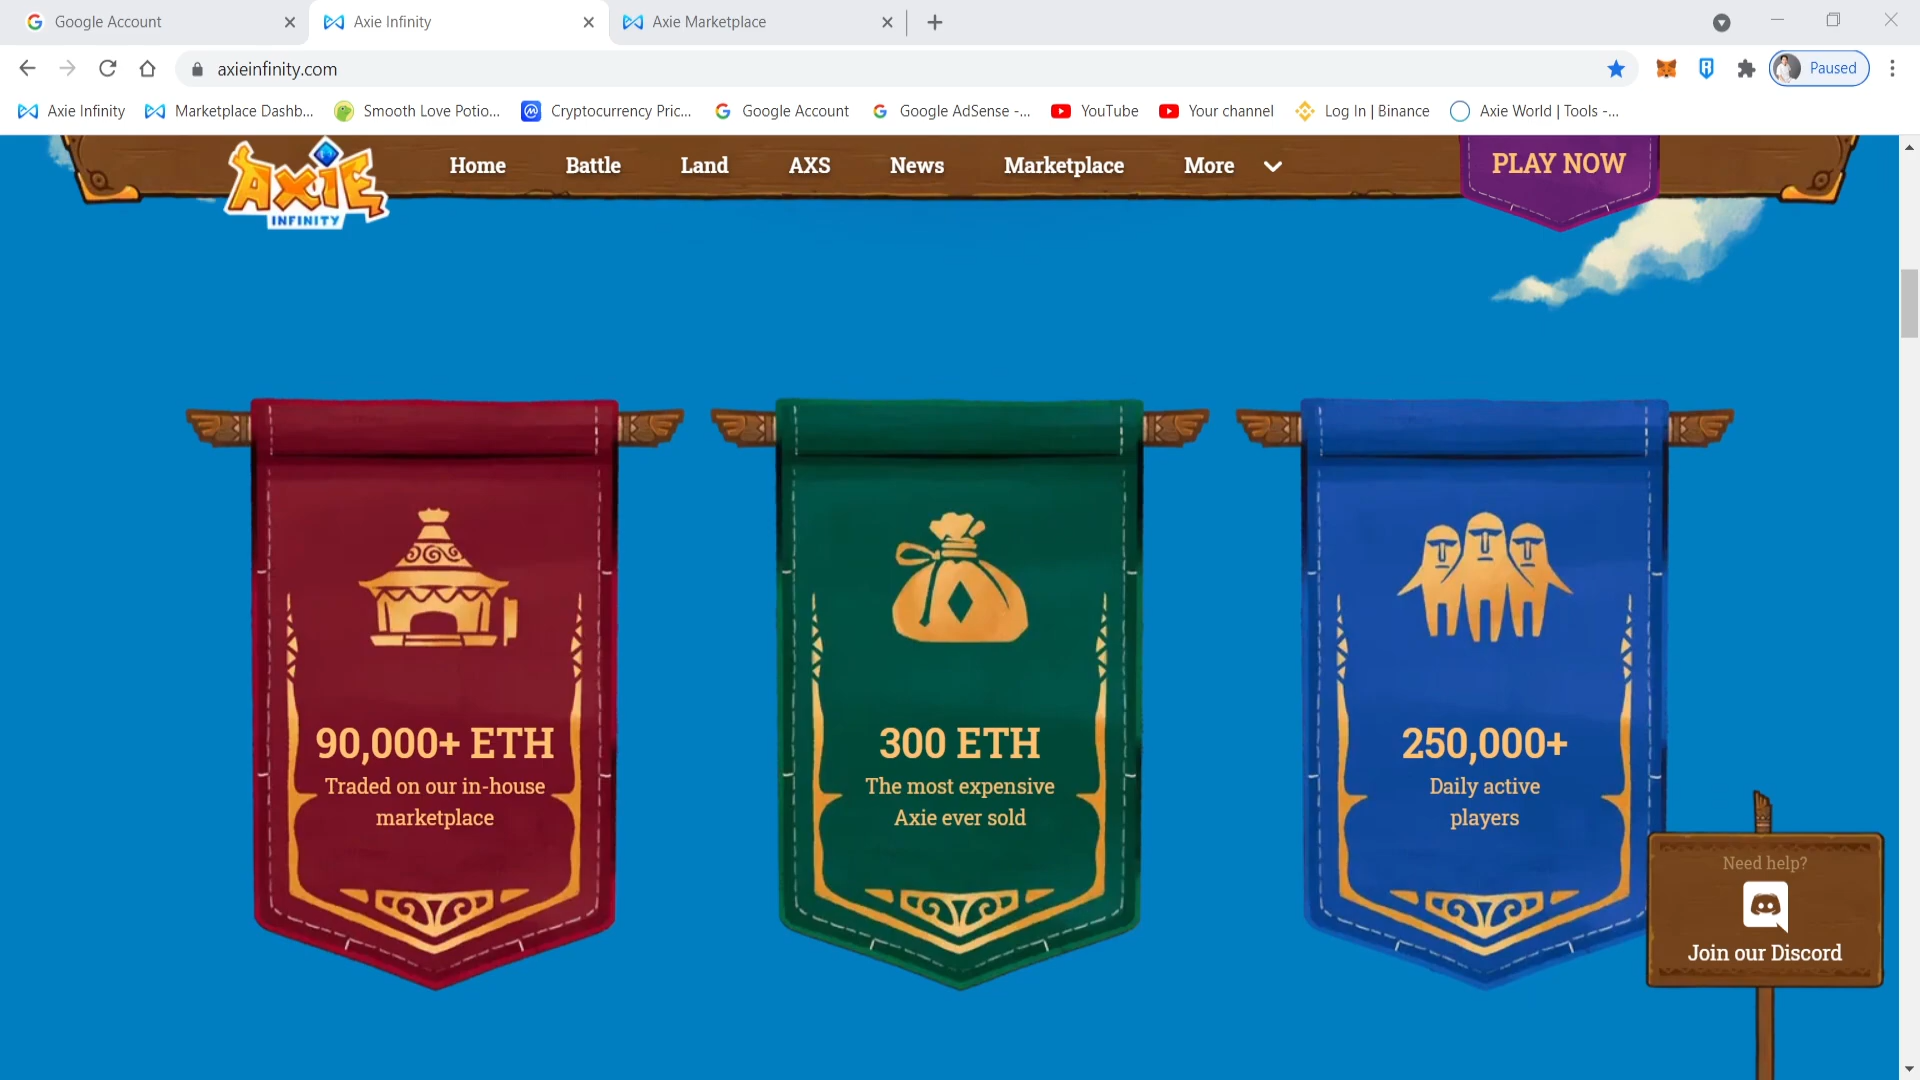 Google Account
Axie Infinity
Axie Marketplace
axieinfinity.com
Paused
Axie Infinity
Marketplace Dashb...
Smooth Love Potio...
Cryptocurrency Pric...
Google Account
Google AdSense -...
YouTube
Your channel
Log In | Binance
Axie World | Tools -...
AXIE
INFINITY
Home
Battle
Land
AXS
News
Marketplace
More
PLAY NOW
90,000+ ETH
Traded on our in-house
marketplace
300 ETH
The most expensive
Axie ever sold
250,000+
Daily active
players
Need help?
Join our Discord